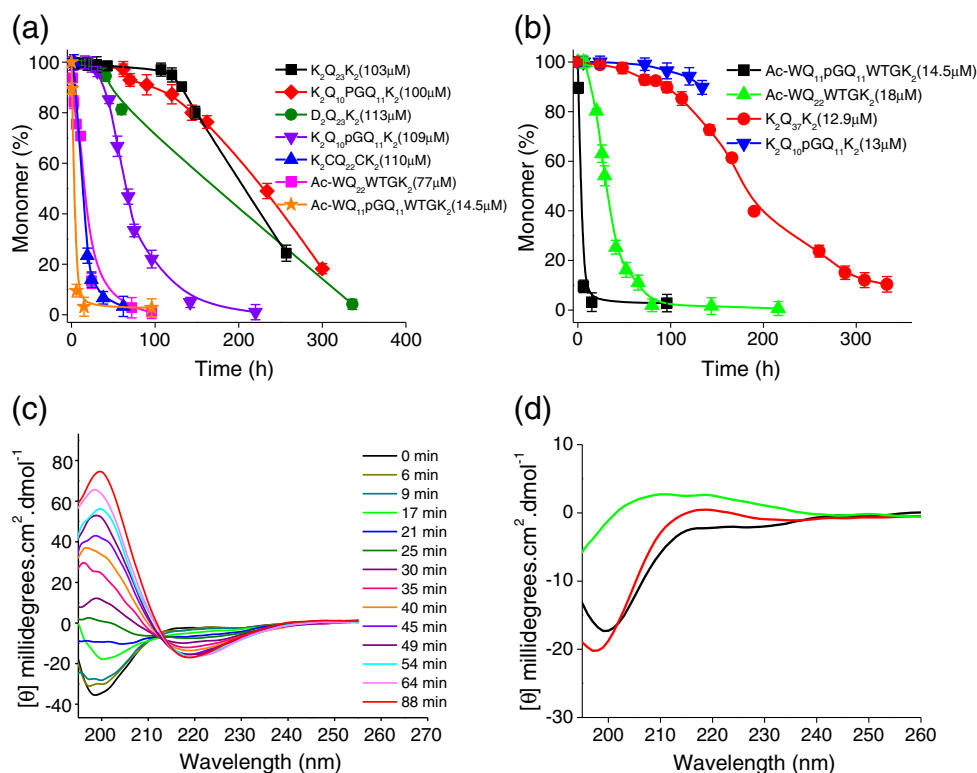 (a)
Monomer (%)
100
80
60
40
20
0
0 100 200 300 400
Time (h)
K₂Q₂₃K₂(103μM)
K₂Q₁₀PGQ₁₁K₂(100μM)
D₂Q₂₃K₂(113μM)
K₂Q₁₀pGQ₁₁K₂(109μM)
K₂CQ₂₂CK₂(110μM)
Ac-WQ₂₂WTGK₂(77μM)
Ac-WQ₁₁pGQ₁₁WTGK₂(14.5μM)
(b)
Monomer (%)
100
80
60
40
20
0
0 100 200 300
Time (h)
Ac-WQ₁₁pGQ₁₁WTGK₂(14.5μM)
Ac-WQ₂₂WTGK₂(18μM)
K₂Q₃₇K₂(12.9μM)
K₂Q₁₀pGQ₁₁K₂(13μM)
(c)
[θ] millidegrees.cm².dmol⁻¹
80
60
40
20
0
-20
-40
200 210 220 230 240 250 260 270
Wavelength (nm)
0 min
6 min
9 min
17 min
21 min
25 min
30 min
35 min
40 min
45 min
49 min
54 min
64 min
88 min
(d)
[θ] millidegrees.cm².dmol⁻¹
10
0
-10
-20
-30
200 210 220 230 240 250 260
Wavelength (nm)